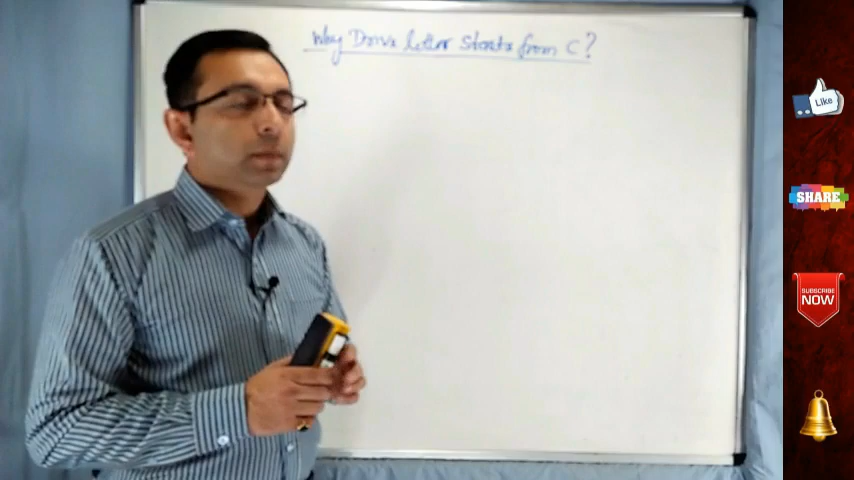 Why Drive letter Starts from C?
Like
SHARE
SUBSCRIBE
NOW